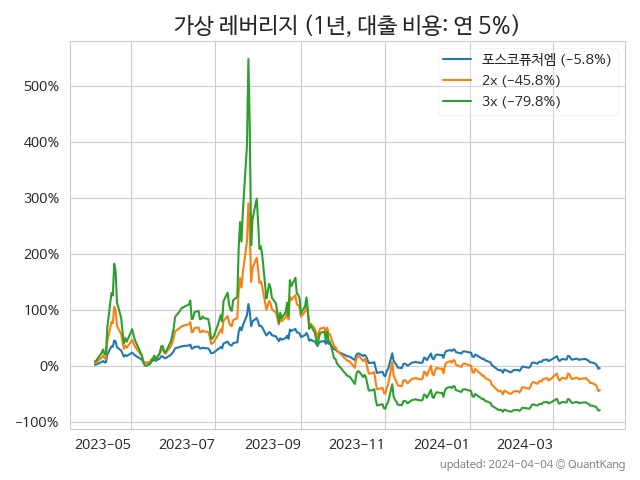 가상 레버리지 (1년, 대출 비용: 연 5%)
포스코퓨처엠 (−5.8%)
2x (−45.8%)
3x (−79.8%)
500%
400%
300%
200%
100%
0%
−100%
2023-05 2023-07 2023-09 2023-11 2024-01 2024-03
updated: 2024-04-04 @ QuantKang